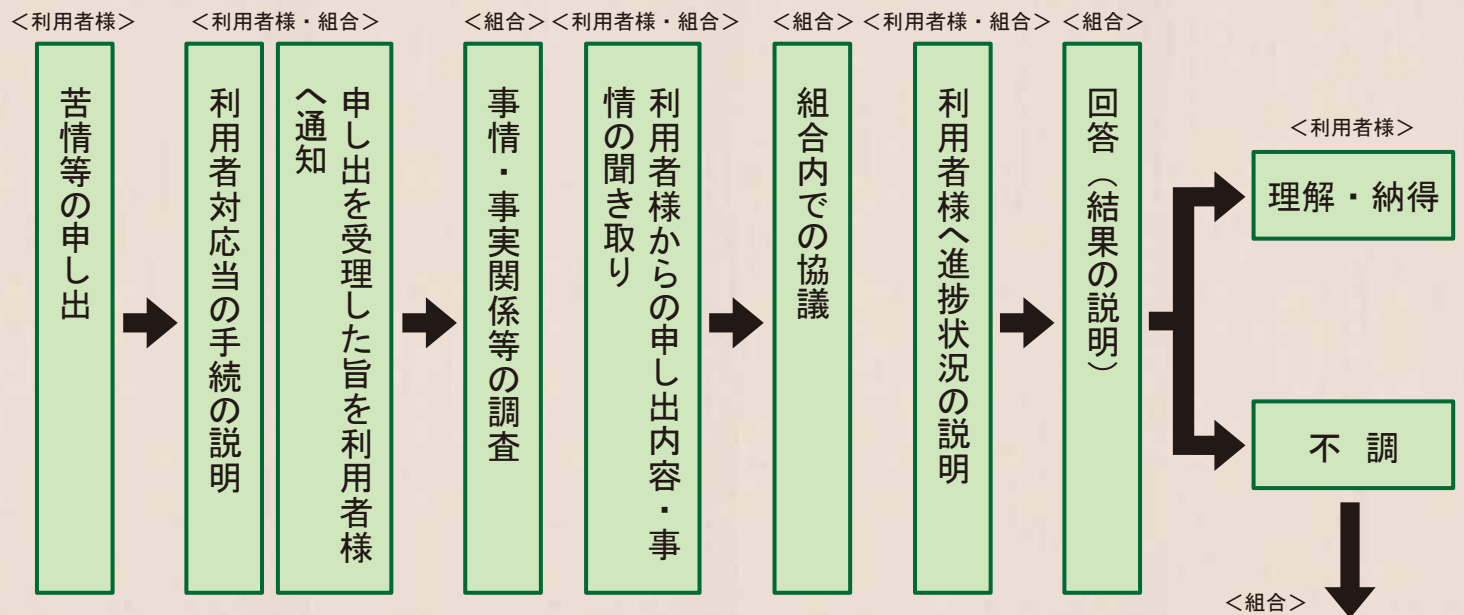 ＜利用者様＞
苦情等の申し出
＜利用者様・組合＞
利用者対応当の手続の説明
申し出を受理した旨を利用者様
へ通知
＜組合＞
事情・事実関係等の調査
＜利用者様・組合＞
利用者様からの申し出内容・事
情の聞き取り
＜組合＞
組合内での協議
＜利用者様・組合＞
利用者様へ進捗状況の説明
＜組合＞
回答（結果の説明）
＜利用者様＞
理解・納得
不 調
＜組合＞